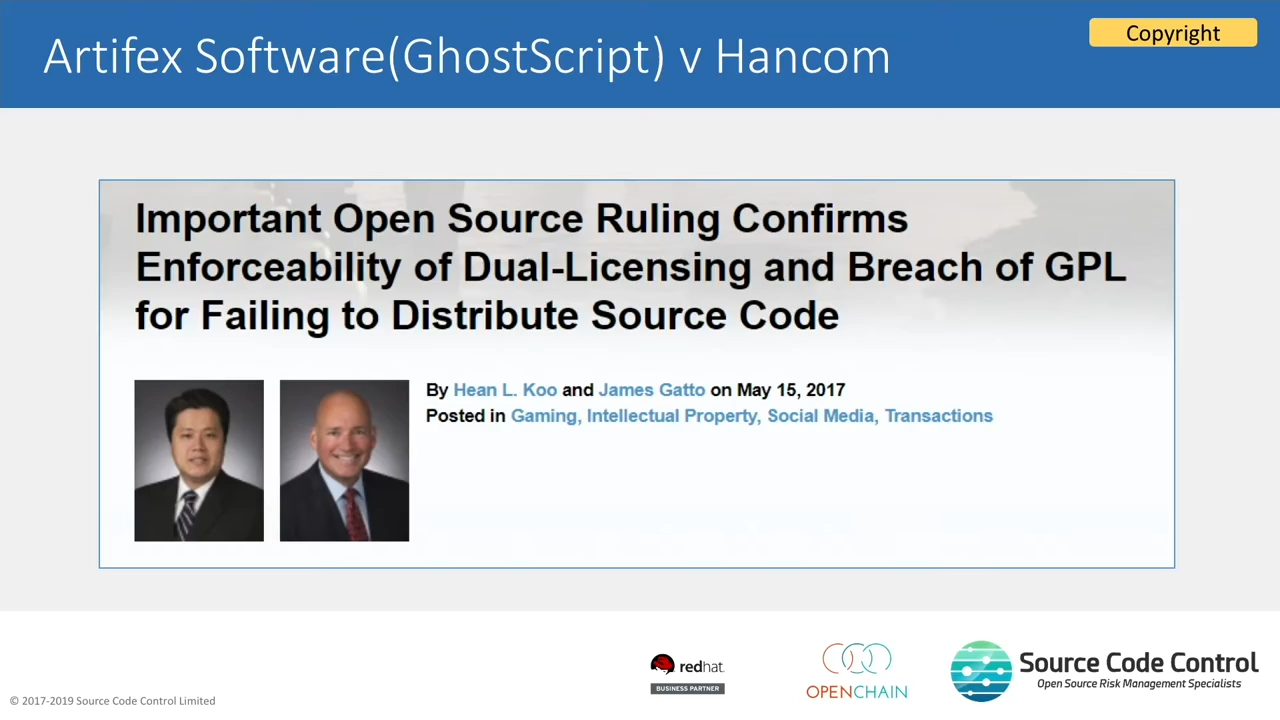 Artifex Software(GhostScript) v Hancom
Copyright
Important Open Source Ruling Confirms
Enforceability of Dual-Licensing and Breach of GPL
for Failing to Distribute Source Code
By Hean L. Koo and James Gatto on May 15, 2017
Posted in Gaming, Intellectual Property, Social Media, Transactions
redhat.
BUSINESS PARTNER
OPENCHAIN
Source Code Control
Open Source Risk Management Specialists
© 2017-2019 Source Code Control Limited